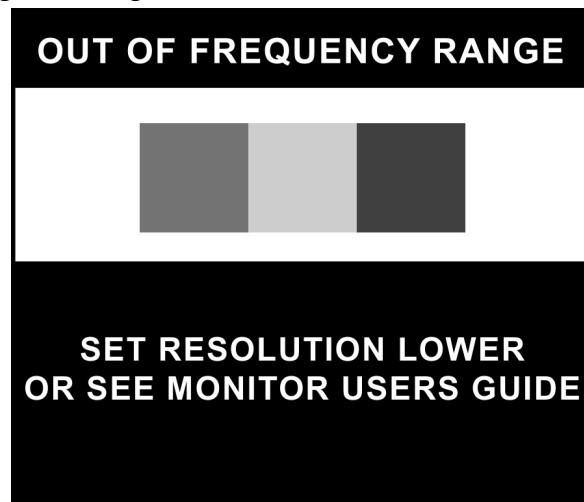 OUT OF FREQUENCY RANGE
SET RESOLUTION LOWER
OR SEE MONITOR USERS GUIDE